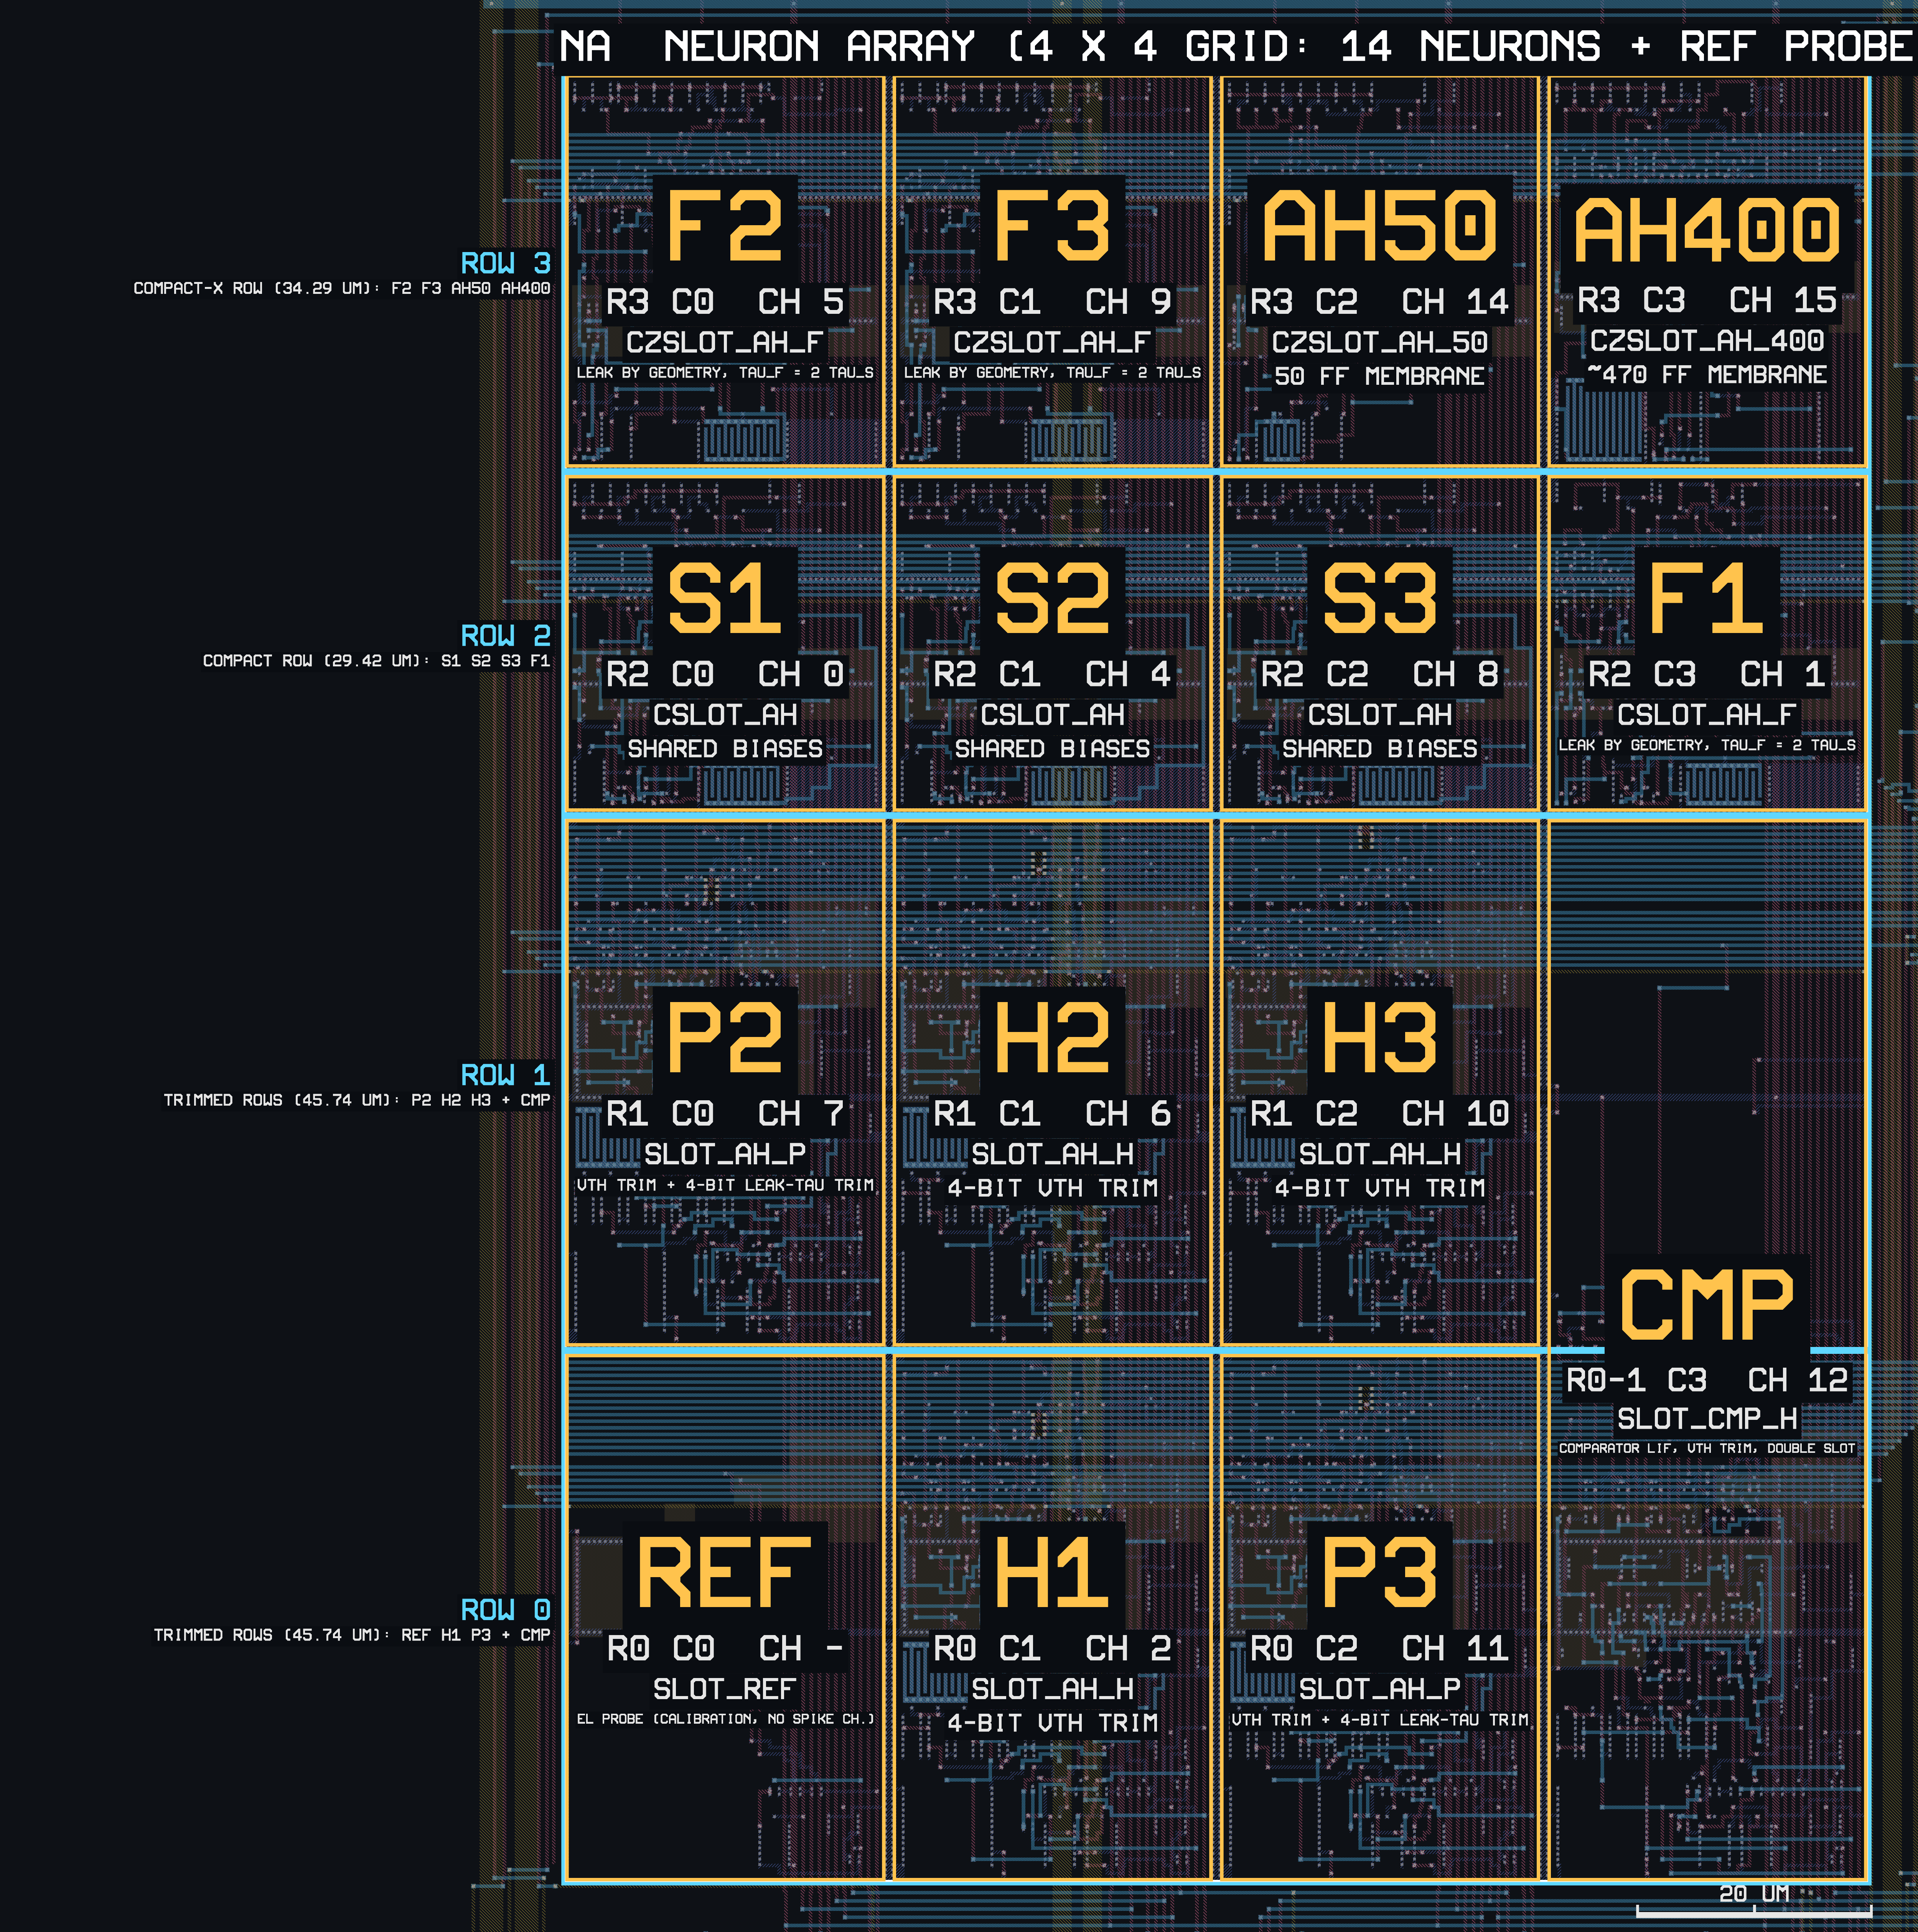 NA  NEURON ARRAY (4 X 4 GRID: 14 NEURONS + REF PROBE
ROW 3
COMPACT-X ROW (34.29 UM): F2 F3 AH50 AH400
F2
R3 C0  CH 5
CZSLOT_AH_F
LEAK BY GEOMETRY, TAU_F = 2 TAU_S
F3
R3 C1  CH 9
CZSLOT_AH_F
LEAK BY GEOMETRY, TAU_F = 2 TAU_S
AH50
R3 C2  CH 14
CZSLOT_AH_50
50 FF MEMBRANE
AH400
R3 C3  CH 15
CZSLOT_AH_400
~470 FF MEMBRANE
ROW 2
COMPACT ROW (29.42 UM): S1 S2 S3 F1
S1
R2 C0  CH 0
CSLOT_AH
SHARED BIASES
S2
R2 C1  CH 4
CSLOT_AH
SHARED BIASES
S3
R2 C2  CH 8
CSLOT_AH
SHARED BIASES
F1
R2 C3  CH 1
CSLOT_AH_F
LEAK BY GEOMETRY, TAU_F = 2 TAU_S
ROW 1
TRIMMED ROWS (45.74 UM): P2 H2 H3 + CMP
P2
R1 C0  CH 7
SLOT_AH_P
VTH TRIM + 4-BIT LEAK-TAU TRIM
H2
R1 C1  CH 6
SLOT_AH_H
4-BIT VTH TRIM
H3
R1 C2  CH 10
SLOT_AH_H
4-BIT VTH TRIM
CMP
R0-1 C3  CH 12
SLOT_CMP_H
COMPARATOR LIF, VTH TRIM, DOUBLE SLOT
ROW 0
TRIMMED ROWS (45.74 UM): REF H1 P3 + CMP
REF
R0 C0  CH -
SLOT_REF
EL PROBE (CALIBRATION, NO SPIKE CH.)
H1
R0 C1  CH 2
SLOT_AH_H
4-BIT VTH TRIM
P3
R0 C2  CH 11
SLOT_AH_P
VTH TRIM + 4-BIT LEAK-TAU TRIM
20 UM